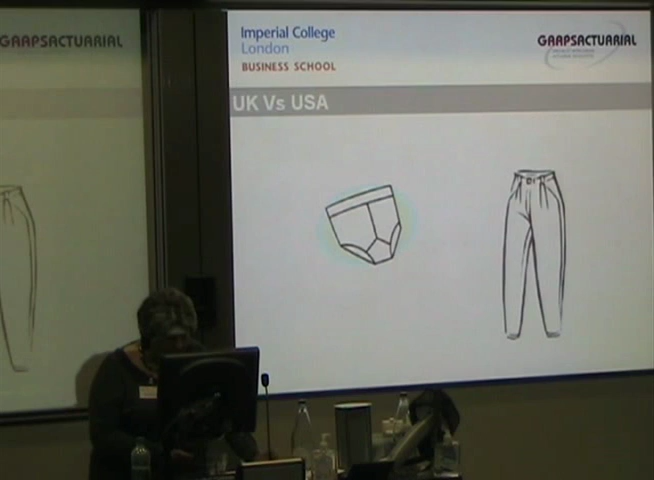 GAAPSACTUARIAL
Imperial College
London
BUSINESS SCHOOL
GAAPSACTUARIAL
UK Vs USA